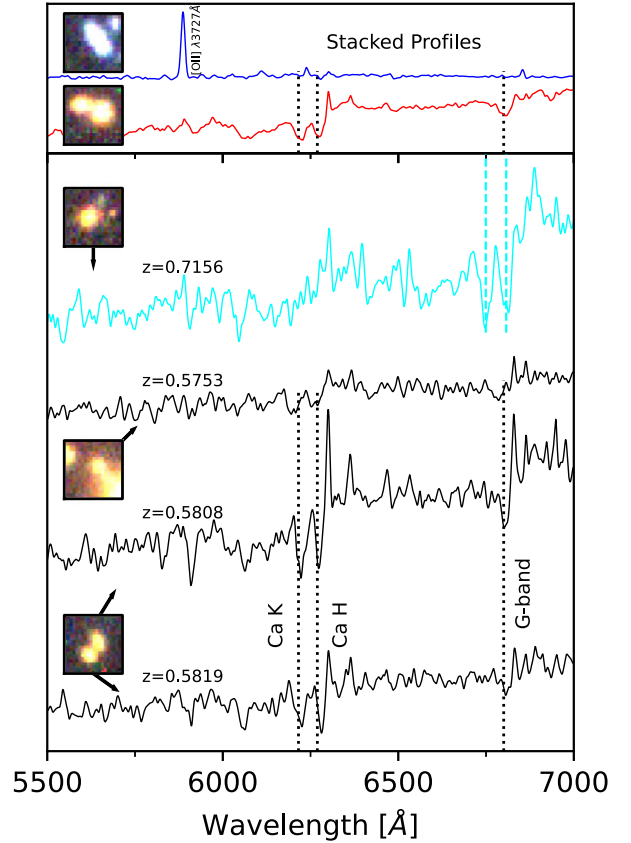 Stacked Profiles
[OII] λ3727Å
z=0.7156
z=0.5753
z=0.5808
z=0.5819
Ca K
Ca H
G-band
5500 6000 6500 7000
Wavelength [Å]